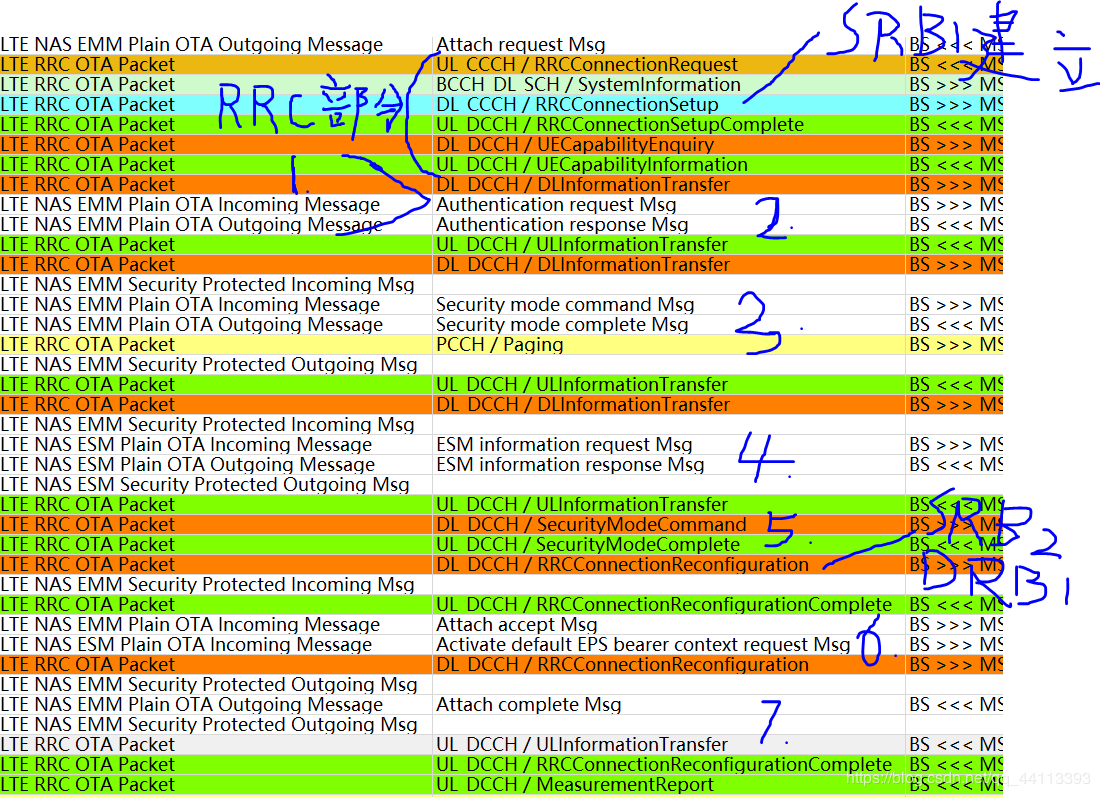 LTE NAS EMM Plain OTA Outgoing Message Attach request Msg BS <<< MS
LTE RRC OTA Packet UL CCCH / RRCConnectionRequest BS <<< MS
LTE RRC OTA Packet BCCH DL SCH / SystemInformation BS >>> MS
LTE RRC OTA Packet DL CCCH / RRCConnectionSetup BS >>> MS
LTE RRC OTA Packet UL DCCH / RRCConnectionSetupComplete BS <<< MS
LTE RRC OTA Packet DL DCCH / UECapabilityEnquiry BS >>> MS
LTE RRC OTA Packet UL DCCH / UECapabilityInformation BS <<< MS
LTE RRC OTA Packet DL DCCH / DLInformationTransfer BS >>> MS
LTE NAS EMM Plain OTA Incoming Message Authentication request Msg BS >>> MS
LTE NAS EMM Plain OTA Outgoing Message Authentication response Msg BS <<< MS
LTE RRC OTA Packet UL DCCH / ULInformationTransfer BS <<< MS
LTE RRC OTA Packet DL DCCH / DLInformationTransfer BS >>> MS
LTE NAS EMM Security Protected Incoming Msg
LTE NAS EMM Plain OTA Incoming Message Security mode command Msg BS >>> MS
LTE NAS EMM Plain OTA Outgoing Message Security mode complete Msg BS <<< MS
LTE RRC OTA Packet PCCH / Paging BS >>> MS
LTE NAS EMM Security Protected Outgoing Msg
LTE RRC OTA Packet UL DCCH / ULInformationTransfer BS <<< MS
LTE RRC OTA Packet DL DCCH / DLInformationTransfer BS >>> MS
LTE NAS EMM Security Protected Incoming Msg
LTE NAS ESM Plain OTA Incoming Message ESM information request Msg BS >>> MS
LTE NAS ESM Plain OTA Outgoing Message ESM information response Msg BS <<< MS
LTE NAS ESM Security Protected Outgoing Msg
LTE RRC OTA Packet UL DCCH / ULInformationTransfer BS <<< MS
LTE RRC OTA Packet DL DCCH / SecurityModeCommand BS >>> MS
LTE RRC OTA Packet UL DCCH / SecurityModeComplete BS <<< MS
LTE RRC OTA Packet DL DCCH / RRCConnectionReconfiguration BS >>> MS
LTE NAS EMM Security Protected Incoming Msg
LTE RRC OTA Packet UL DCCH / RRCConnectionReconfigurationComplete BS <<< MS
LTE NAS EMM Plain OTA Incoming Message Attach accept Msg BS >>> MS
LTE NAS ESM Plain OTA Incoming Message Activate default EPS bearer context request Msg BS >>> MS
LTE RRC OTA Packet DL DCCH / RRCConnectionReconfiguration BS >>> MS
LTE NAS EMM Security Protected Outgoing Msg
LTE NAS EMM Plain OTA Outgoing Message Attach complete Msg BS <<< MS
LTE NAS EMM Security Protected Outgoing Msg
LTE RRC OTA Packet UL DCCH / ULInformationTransfer BS <<< MS
LTE RRC OTA Packet UL DCCH / RRCConnectionReconfigurationComplete BS <<< MS
LTE RRC OTA Packet UL DCCH / MeasurementReport BS <<< MS
SRB1建立
RRC部分
1.
2.
3.
4.
5.
SRB2
DRB1
6.
7.
https://blog.csdn.net/qq_44113393